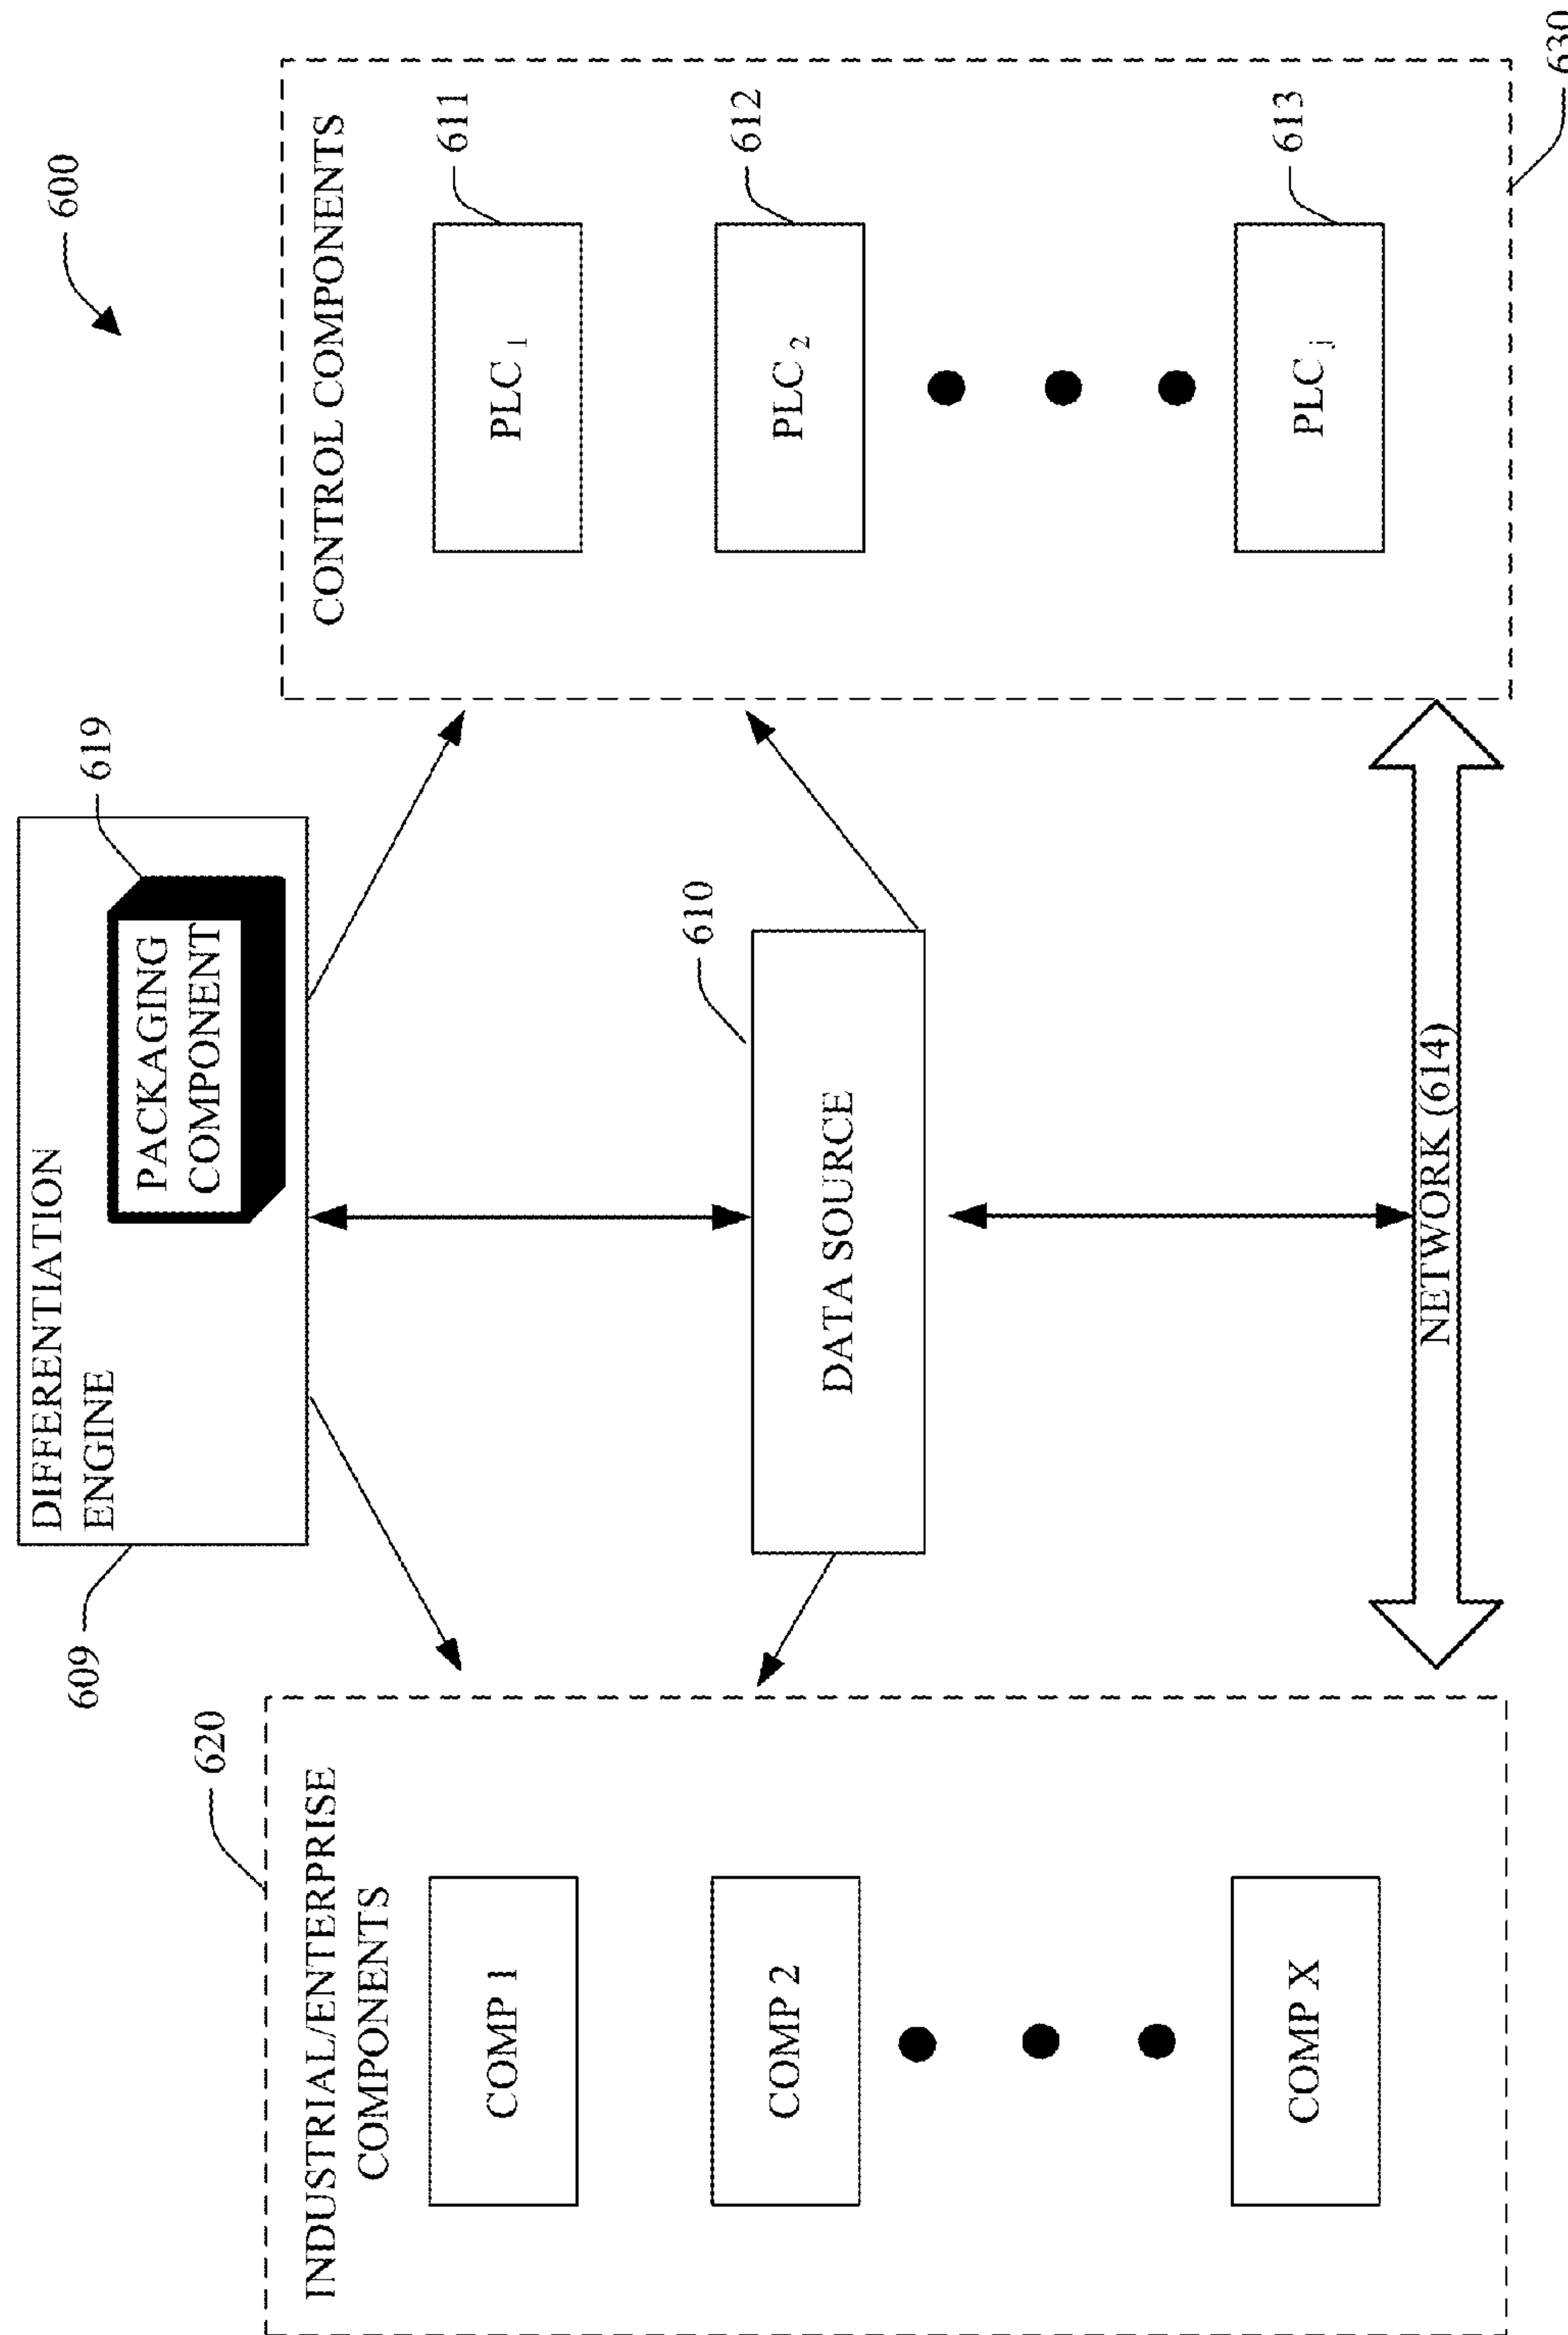 600
DIFFERENTIATION
ENGINE
609
PACKAGING
COMPONENT
619
620
INDUSTRIAL/ENTERPRISE
COMPONENTS
COMP 1
COMP 2
COMP X
610
DATA SOURCE
NETWORK (614)
CONTROL COMPONENTS
PLC 1
611
PLC 2
612
PLC j
613
630